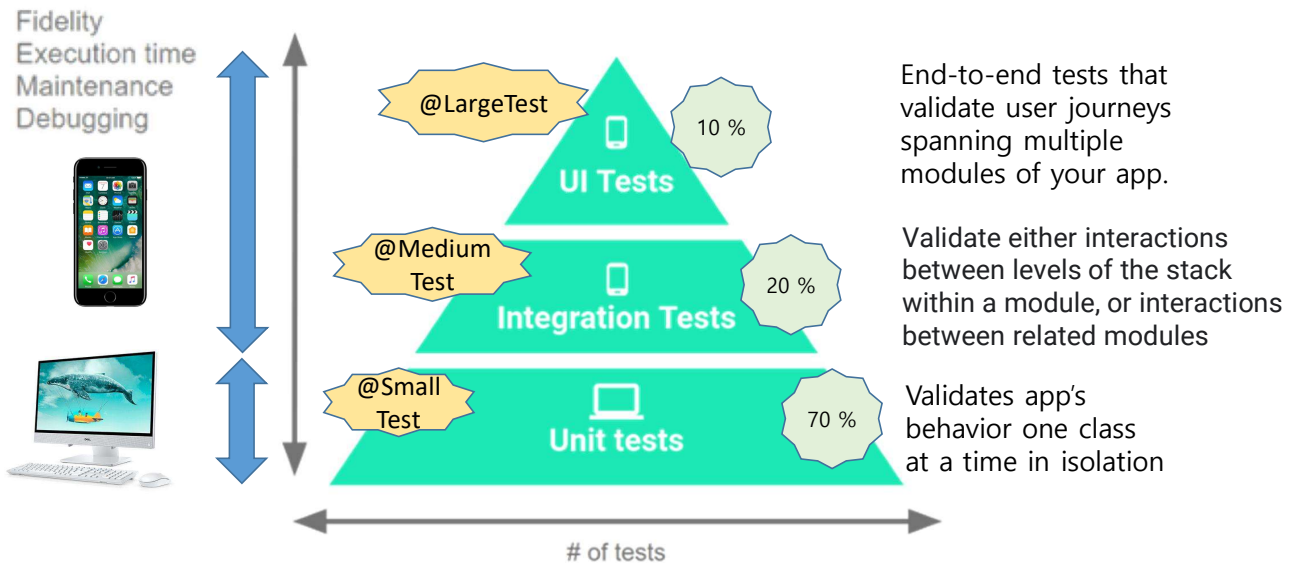 Fidelity
Execution time
Maintenance
Debugging
@LargeTest
10 %
UI Tests
End-to-end tests that
validate user journeys
spanning multiple
modules of your app.
@Medium
Test
20 %
Integration Tests
Validate either interactions
between levels of the stack
within a module, or interactions
between related modules
@Small
Test
70 %
Unit tests
Validates app's
behavior one class
at a time in isolation
# of tests